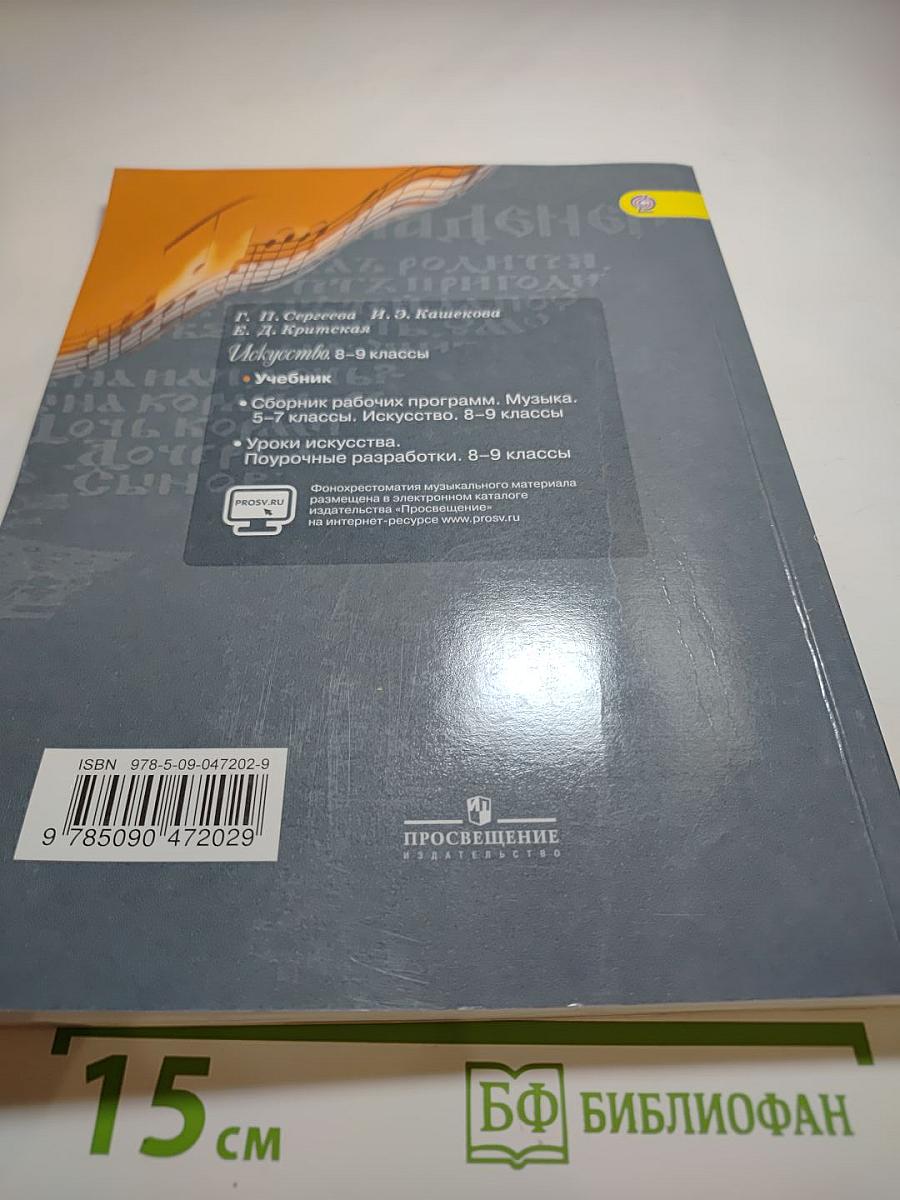 Г. П. Сергеева И. Э. Кашекова
Е. Д. Критская
Искусство. 8–9 классы
• Учебник
• Сборник рабочих программ. Музыка.
5–7 классы. Искусство. 8–9 классы
• Уроки искусства.
Поурочные разработки. 8–9 классы
PROSV.RU
Фонохрестоматия музыкального материала
размещена в электронном каталоге
издательства «Просвещение»
на интернет-ресурсе www.prosv.ru
ISBN 978-5-09-047202-9
9 785090 472029
ПРОСВЕЩЕНИЕ
ИЗДАТЕЛЬСТВО
15 см
БФ БИБЛИОФАН